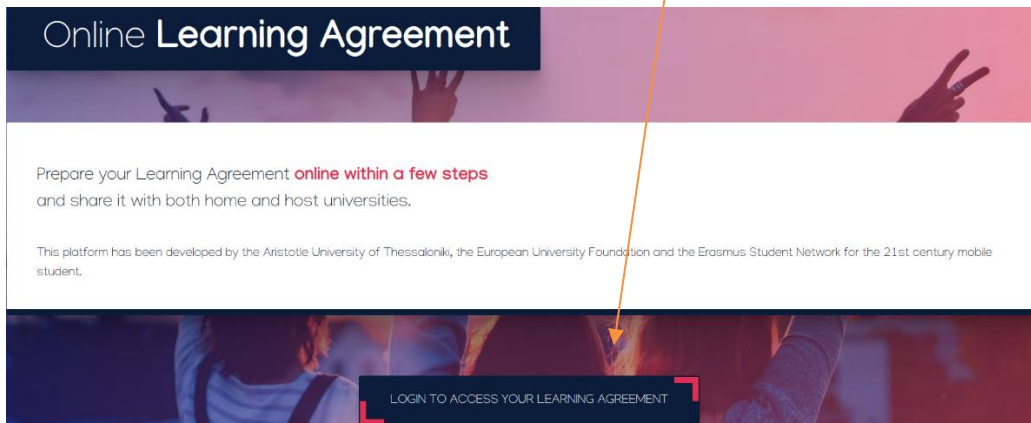 Online Learning Agreement
Prepare your Learning Agreement online within a few steps
and share it with both home and host universities.
This platform has been developed by the Aristotle University of Thessaloniki, the European University Foundation and the Erasmus Student Network for the 21st century mobile
student.
LOGIN TO ACCESS YOUR LEARNING AGREEMENT